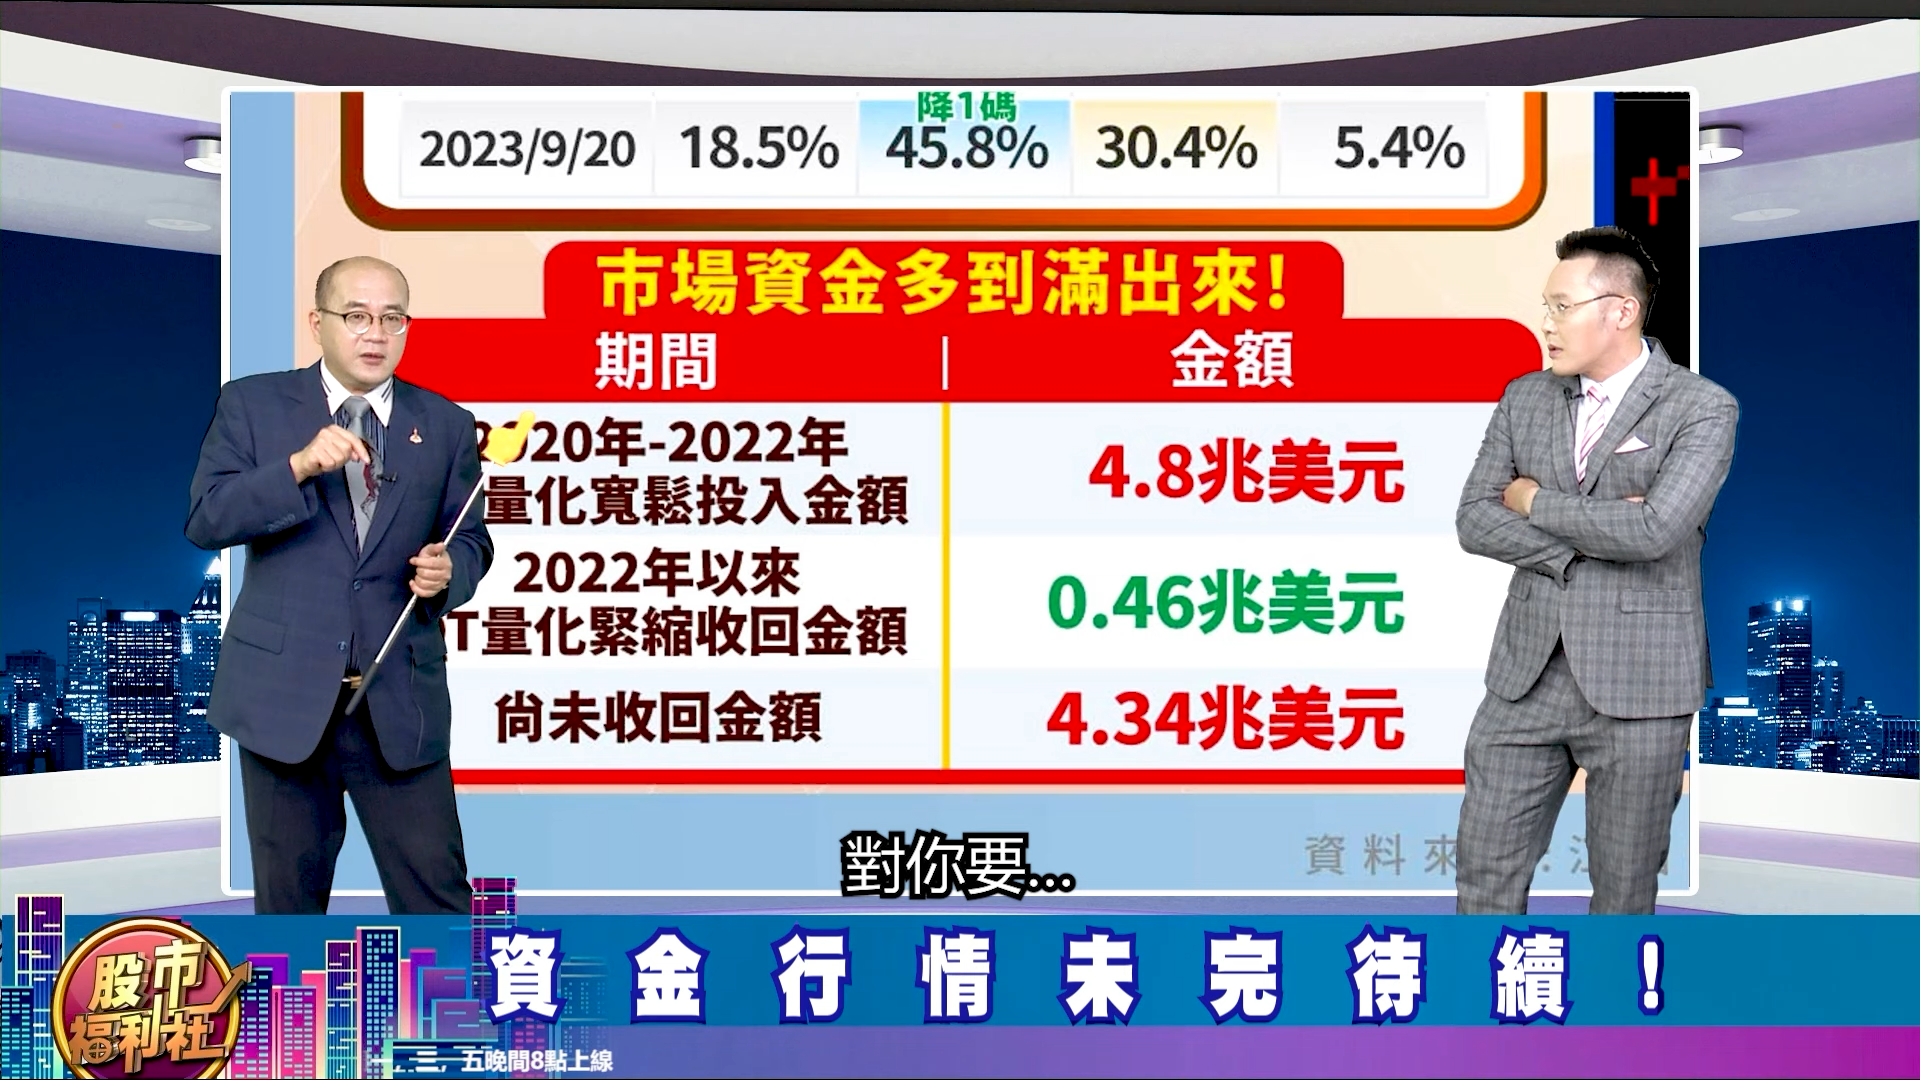 降1碼
2023/9/20 18.5% 45.8% 30.4% 5.4%
市場資金多到滿出來!
期間 | 金額
2020年-2022年
量化寬鬆投入金額
4.8兆美元
2022年以來
T量化緊縮收回金額
0.46兆美元
尚未收回金額
4.34兆美元
資料來
對你要...
資金行情未完待續!
股市
福利社
一, 三, 五晚間8點上線